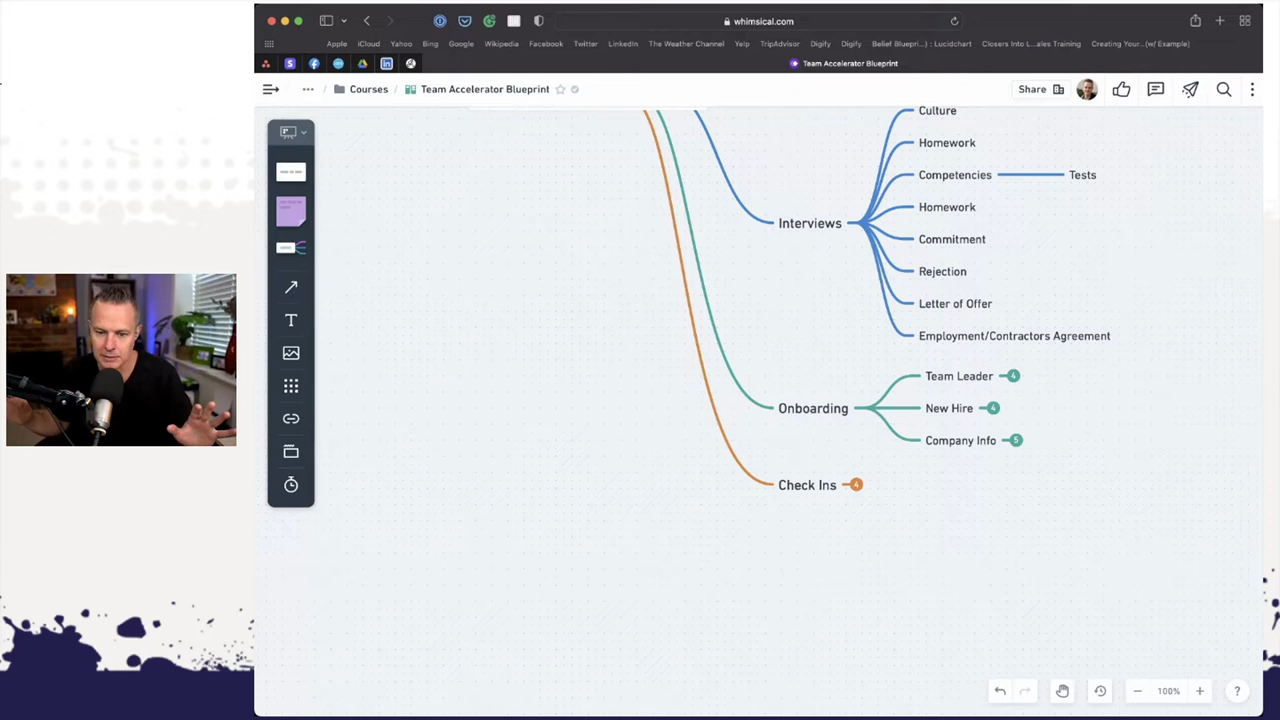 whimsical.com
Apple iCloud Yahoo Bing Google Wikipedia Facebook Twitter LinkedIn The Weather Channel Yelp TripAdvisor Digify Digify Belief Bluepri...) | Lucidchart Closers Into L...ales Training Creating Your...(w/ Example)
Team Accelerator Blueprint
... / Courses / Team Accelerator Blueprint
Share
Culture
Homework
Competencies
Tests
Homework
Interviews
Commitment
Rejection
Letter of Offer
Employment/Contractors Agreement
Team Leader 4
Onboarding
New Hire 4
Company Info 5
Check Ins 4
100%
?